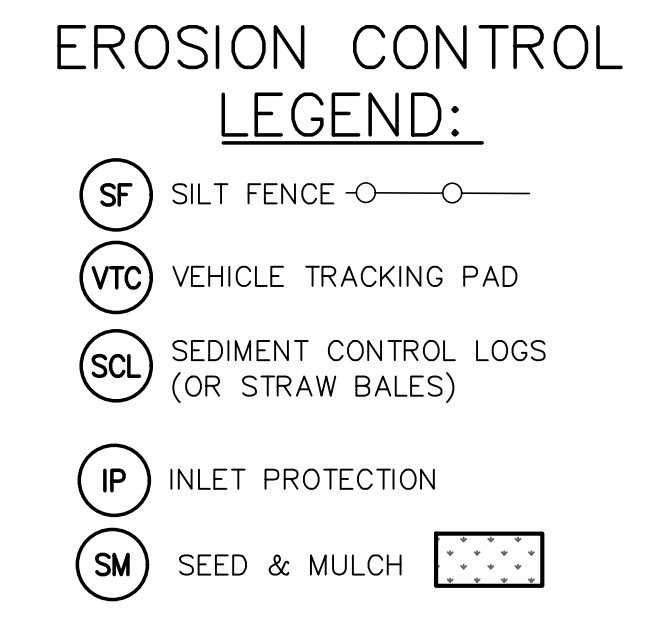 EROSION CONTROL
LEGEND:
SF SILT FENCE
VTC VEHICLE TRACKING PAD
SCL SEDIMENT CONTROL LOGS
(OR STRAW BALES)
IP INLET PROTECTION
SM SEED & MULCH